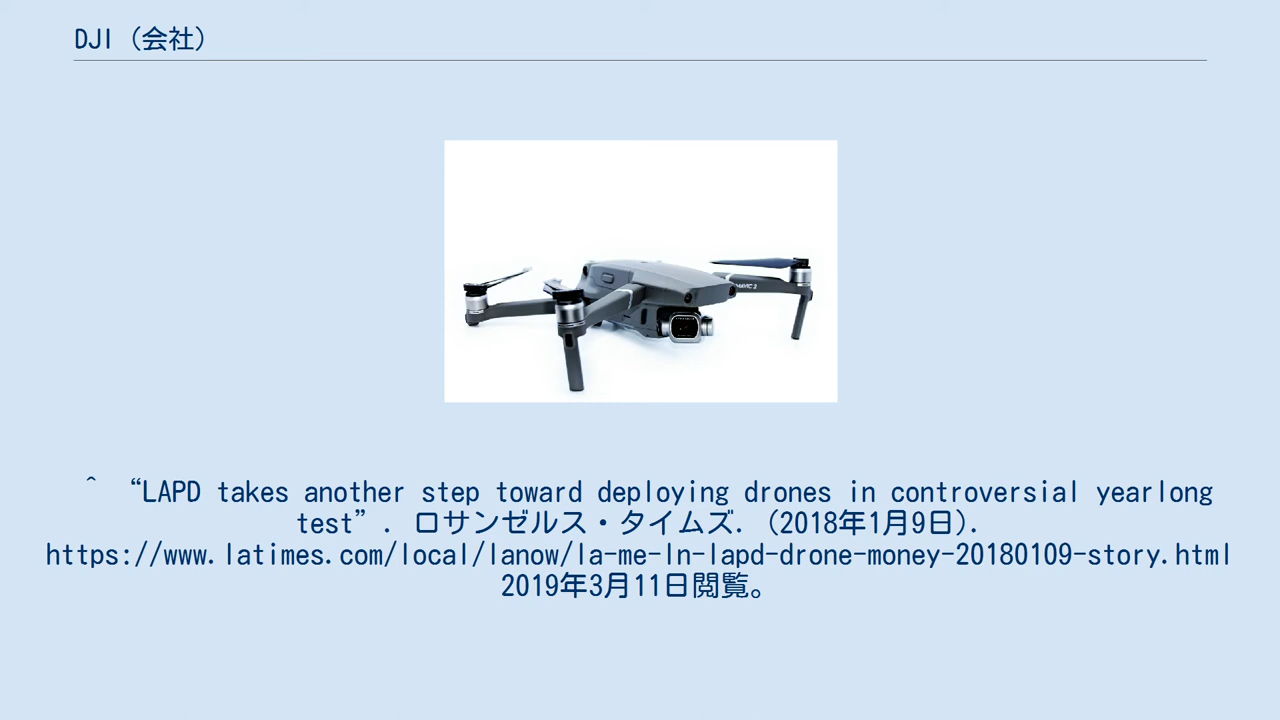 DJI（会社）
MAVIC 2
^ “LAPD takes another step toward deploying drones in controversial yearlong
test”. ロサンゼルス・タイムズ. (2018年1月9日).
https://www.latimes.com/local/lanow/la-me-ln-lapd-drone-money-20180109-story.html
2019年3月11日閲覧。